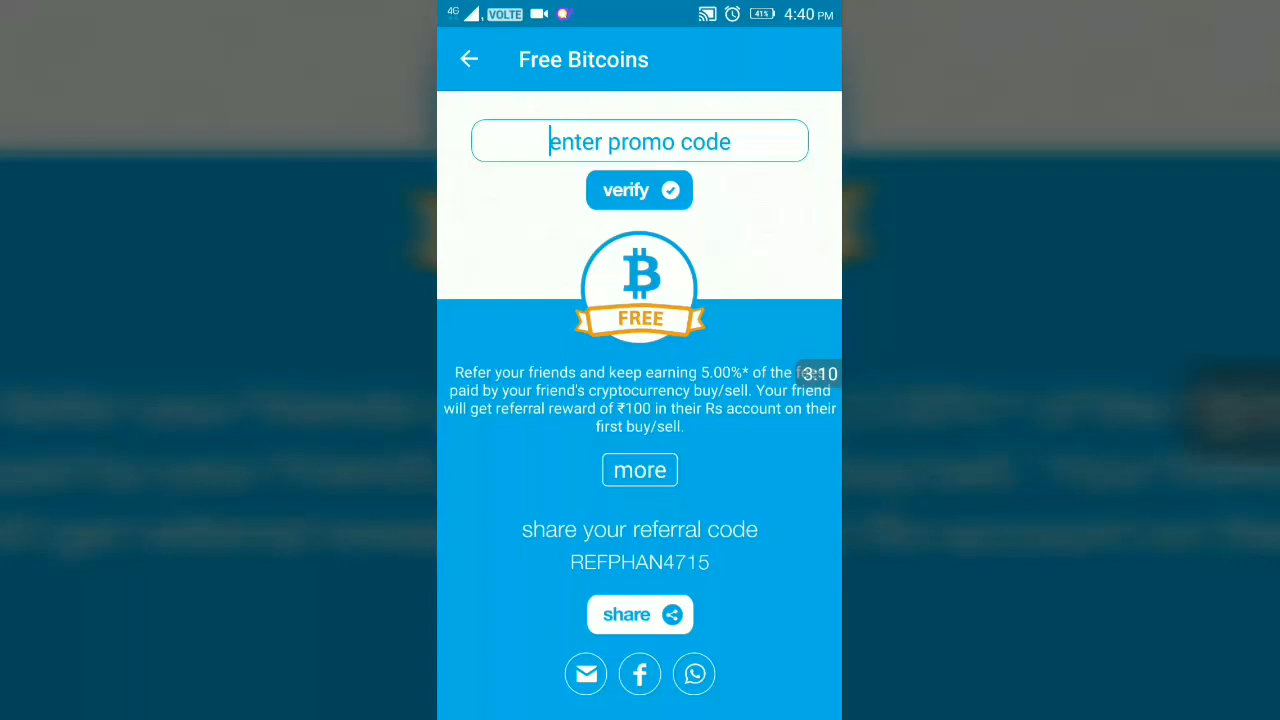 4G VOLTE 41% 4:40 PM
Free Bitcoins
enter promo code
verify
B
FREE
Refer your friends and keep earning 5.00%* of the
3:10
paid by your friend's cryptocurrency buy/sell. Your friend
will get referral reward of ₹100 in their Rs account on their
first buy/sell.
more
share your referral code
REFPHAN4715
share
f